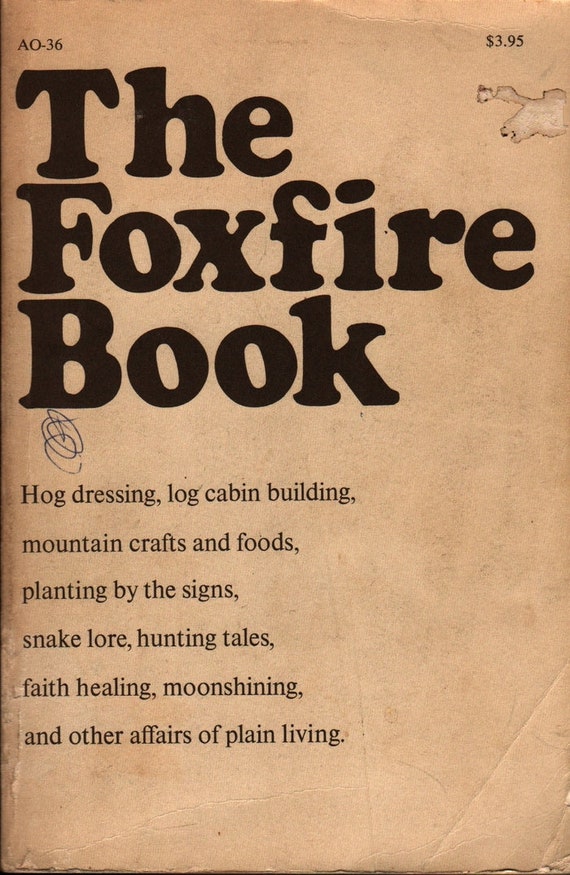 AO-36
$3.95
The
Foxfire
Book
Hog dressing, log cabin building,
mountain crafts and foods,
planting by the signs,
snake lore, hunting tales,
faith healing, moonshining,
and other affairs of plain living.